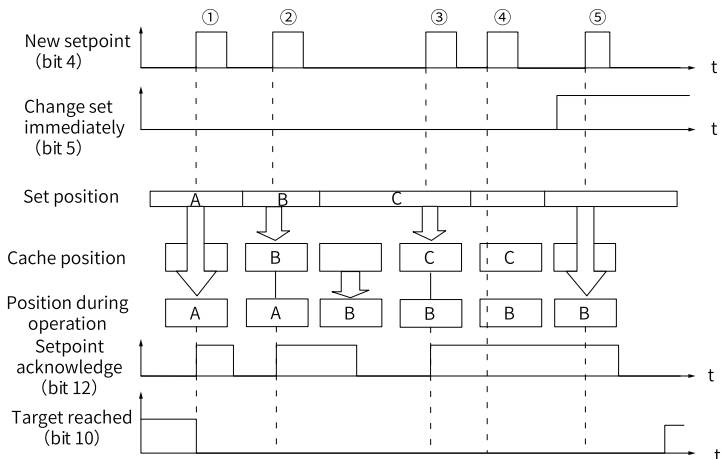 ① ② ③ ④ ⑤
New setpoint
(bit 4)
t
Change set
immediately
(bit 5)
t
Set position
A B C
Cache position
B C C
Position during
operation
A A B B B B
Setpoint
acknowledge
(bit 12)
t
Target reached
(bit 10)
t